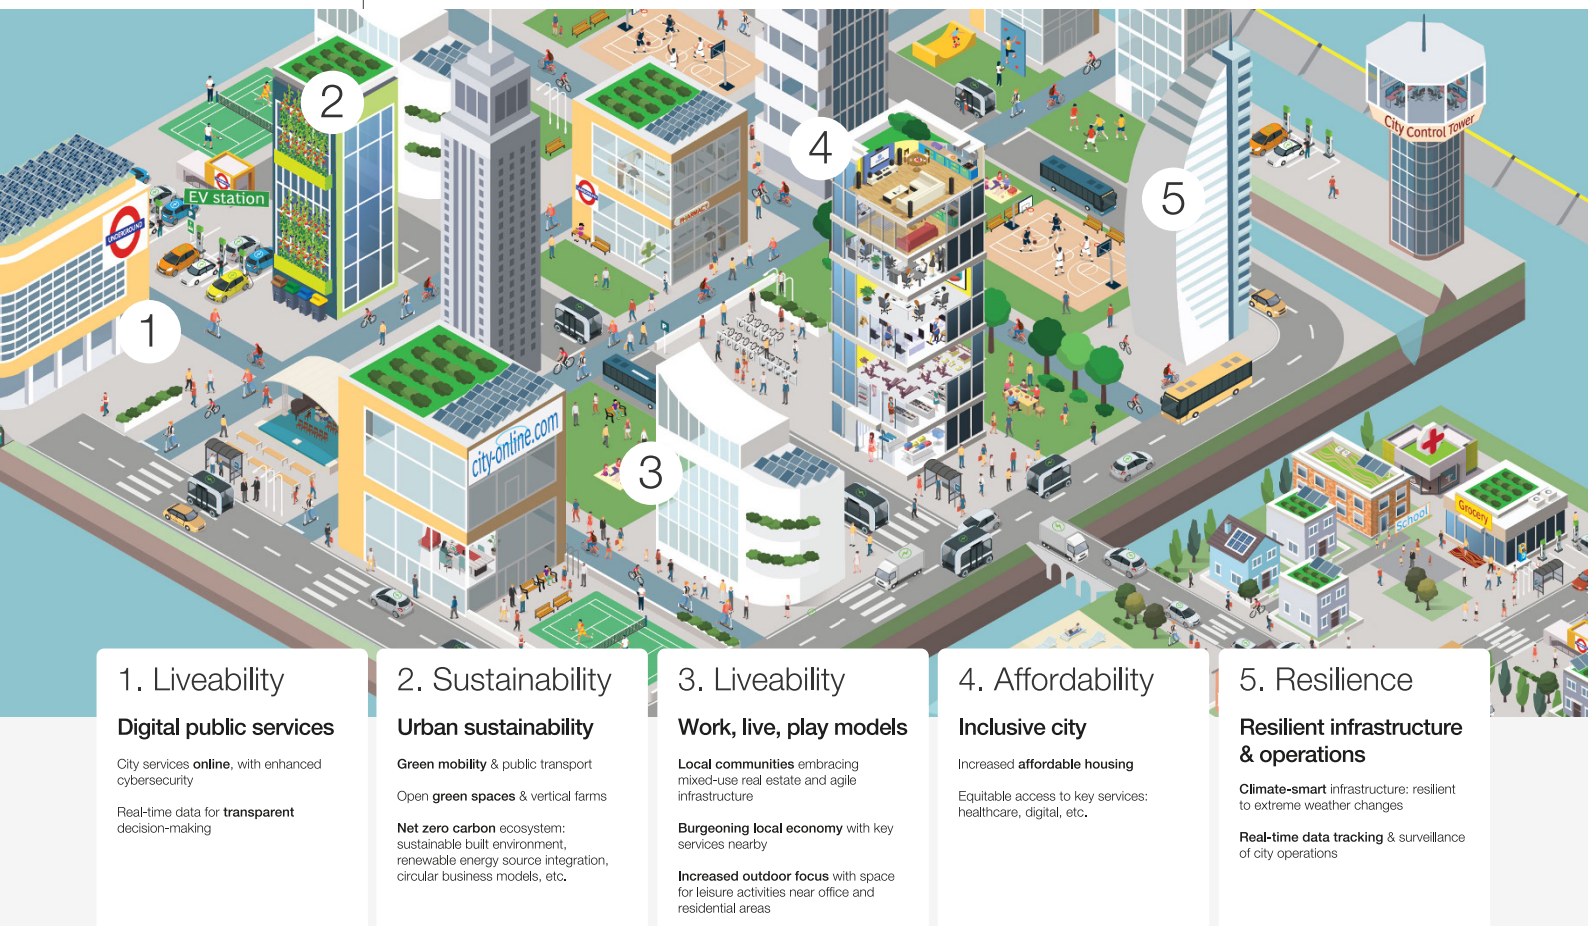 2
4
5
1
3
EV station
UNDERGROUND
PHARMACY
City Control Tower
city-online.com
School
Grocery
1. Liveability
Digital public services
City services online, with enhanced
cybersecurity
Real-time data for transparent
decision-making
2. Sustainability
Urban sustainability
Green mobility & public transport
Open green spaces & vertical farms
Net zero carbon ecosystem:
sustainable built environment,
renewable energy source integration,
circular business models, etc.
3. Liveability
Work, live, play models
Local communities embracing
mixed-use real estate and agile
infrastructure
Burgeoning local economy with key
services nearby
Increased outdoor focus with space
for leisure activities near office and
residential areas
4. Affordability
Inclusive city
Increased affordable housing
Equitable access to key services:
healthcare, digital, etc.
5. Resilience
Resilient infrastructure
& operations
Climate-smart infrastructure: resilient
to extreme weather changes
Real-time data tracking & surveillance
of city operations